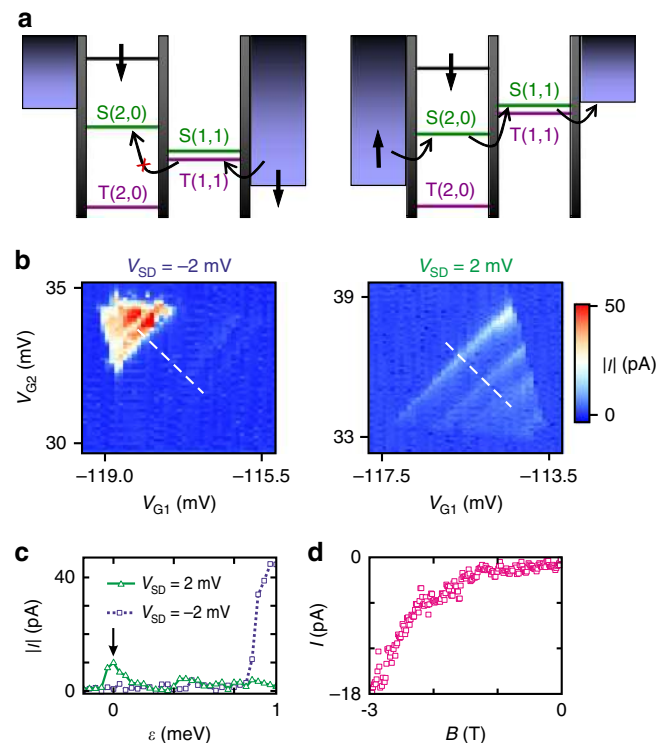 a
S(2,0)
S(1,1)
T(1,1)
T(2,0)
S(1,1)
S(2,0)
T(1,1)
T(2,0)
b
V_SD = –2 mV
V_SD = 2 mV
35
30
V_G2 (mV)
–119.0
–115.5
V_G1 (mV)
39
33
–117.5
–113.5
V_G1 (mV)
50
|I| (pA)
0
c
40
0
|I| (pA)
V_SD = 2 mV
V_SD = –2 mV
0
1
ε (meV)
d
0
–18
I (pA)
–3
0
B (T)